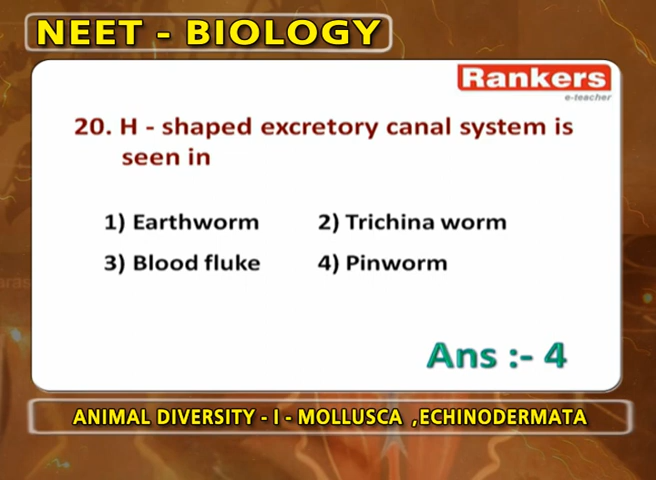 NEET - BIOLOGY
Rankers
e-teacher
20. H - shaped excretory canal system is
seen in
1) Earthworm 2) Trichina worm
3) Blood fluke 4) Pinworm
Ans :- 4
ANIMAL DIVERSITY - I - MOLLUSCA ,ECHINODERMATA